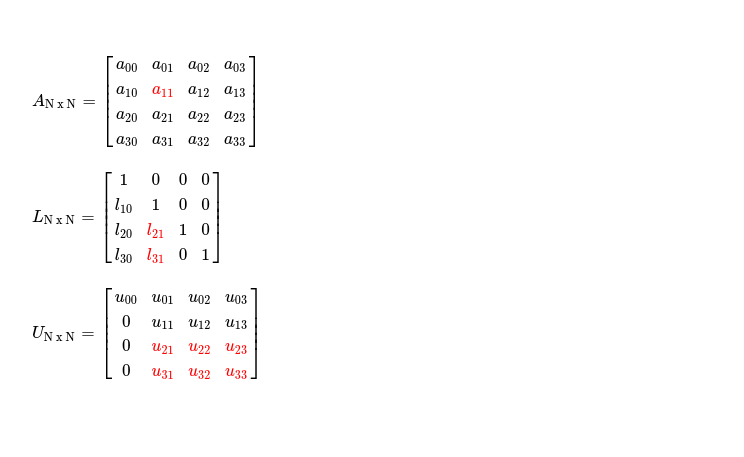 A_{N x N} = \begin{bmatrix} a_{00} & a_{01} & a_{02} & a_{03} \\
a_{10} & a_{11} & a_{12} & a_{13} \\
a_{20} & a_{21} & a_{22} & a_{23} \\
a_{30} & a_{31} & a_{32} & a_{33} \end{bmatrix}
L_{N x N} = \begin{bmatrix} 1 & 0 & 0 & 0 \\
l_{10} & 1 & 0 & 0 \\
l_{20} & l_{21} & 1 & 0 \\
l_{30} & l_{31} & 0 & 1 \end{bmatrix}
U_{N x N} = \begin{bmatrix} u_{00} & u_{01} & u_{02} & u_{03} \\
0 & u_{11} & u_{12} & u_{13} \\
0 & u_{21} & u_{22} & u_{23} \\
0 & u_{31} & u_{32} & u_{33} \end{bmatrix}